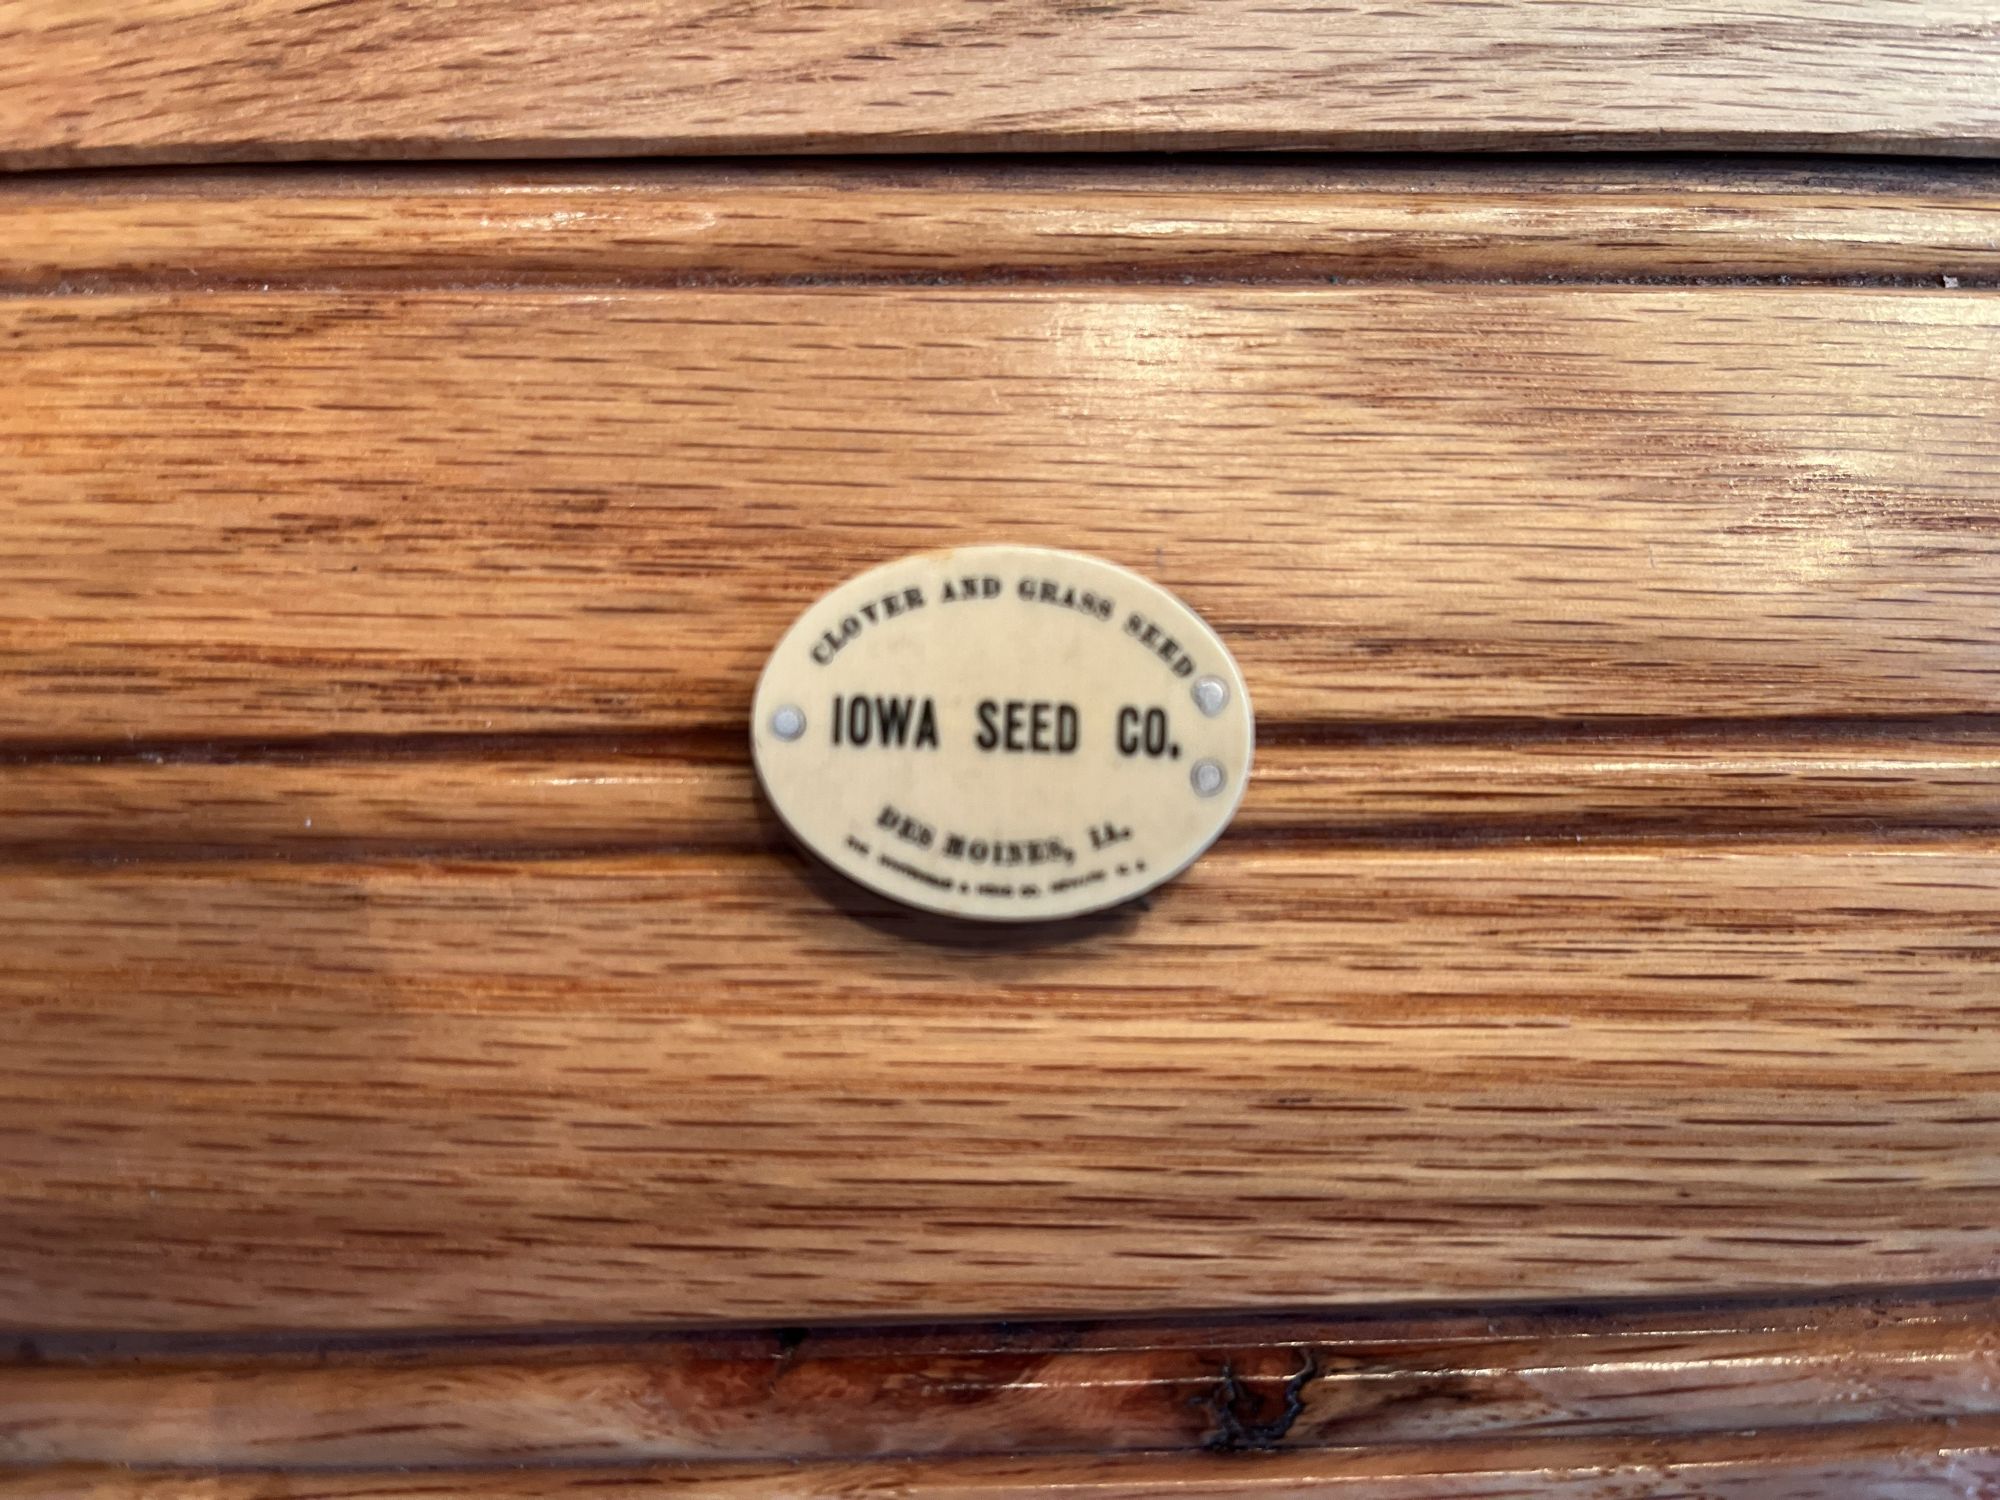 CLOVER AND GRASS SEED
IOWA SEED CO.
DES MOINES, IA.